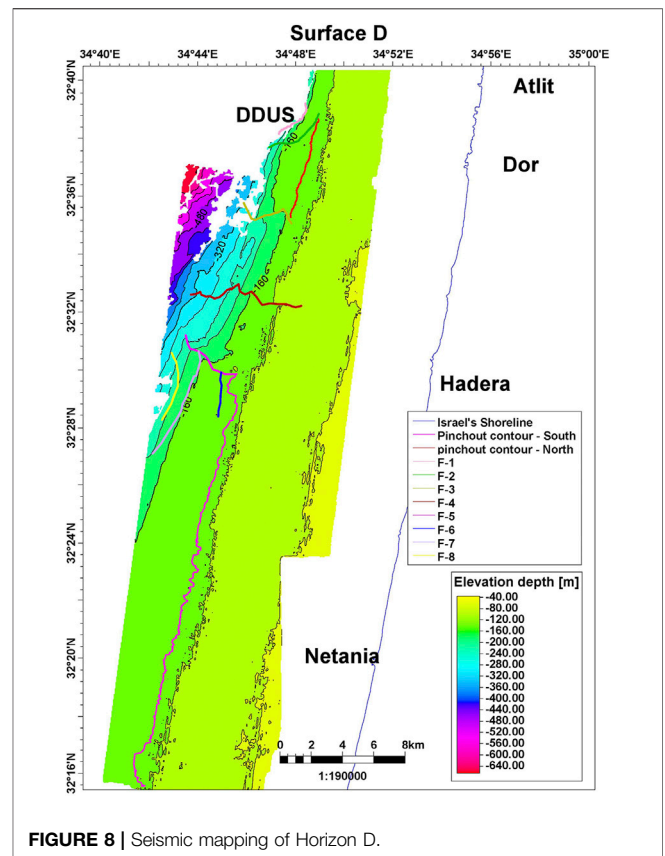 Surface D
34°40'E 34°44'E 34°48'E 34°52'E 34°56'E 35°00'E
32°40'N
Atlit
DDUS
-160
Dor
32°36'N
-480
-320
-160
32°32'N
Hadera
-160
32°28'N
Israel's Shoreline
Pinchout contour - South
pinchout contour - North
F-1
F-2
F-3
F-4
F-5
F-6
F-7
F-8
32°24'N
Elevation depth [m]
-40.00
-80.00
-120.00
-160.00
-200.00
-240.00
-280.00
-320.00
-360.00
-400.00
-440.00
-480.00
-520.00
-560.00
-600.00
-640.00
32°20'N
Netania
0 2 4 6 8km
1:190000
32°16'N
FIGURE 8 | Seismic mapping of Horizon D.